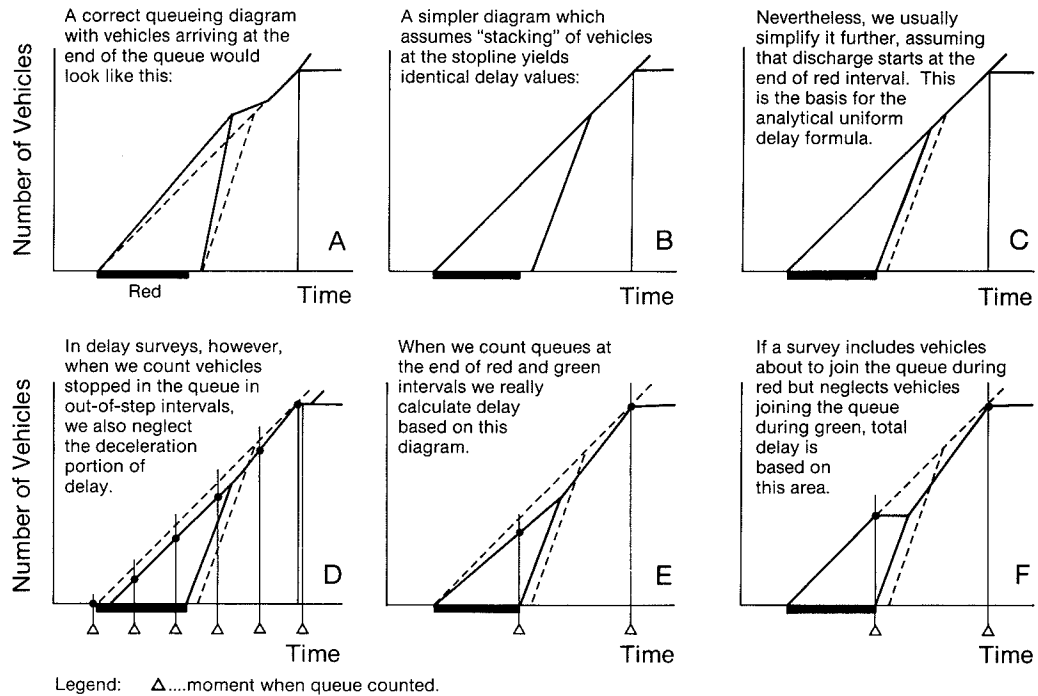 A correct queueing diagram
with vehicles arriving at the
end of the queue would
look like this:
Number of Vehicles
A
Red
Time
A simpler diagram which
assumes “stacking” of vehicles
at the stopline yields
identical delay values:
B
Time
Nevertheless, we usually
simplify it further, assuming
that discharge starts at the
end of red interval. This
is the basis for the
analytical uniform
delay formula.
C
Time
In delay surveys, however,
when we count vehicles
stopped in the queue in
out-of-step intervals,
we also neglect
the deceleration
portion of
delay.
Number of Vehicles
D
Time
When we count queues at
the end of red and green
intervals we really
calculate delay
based on this
diagram.
E
Time
If a survey includes vehicles
about to join the queue during
red but neglects vehicles
joining the queue
during green, total
delay is
based on
this area.
F
Time
Legend: Δ....moment when queue counted.